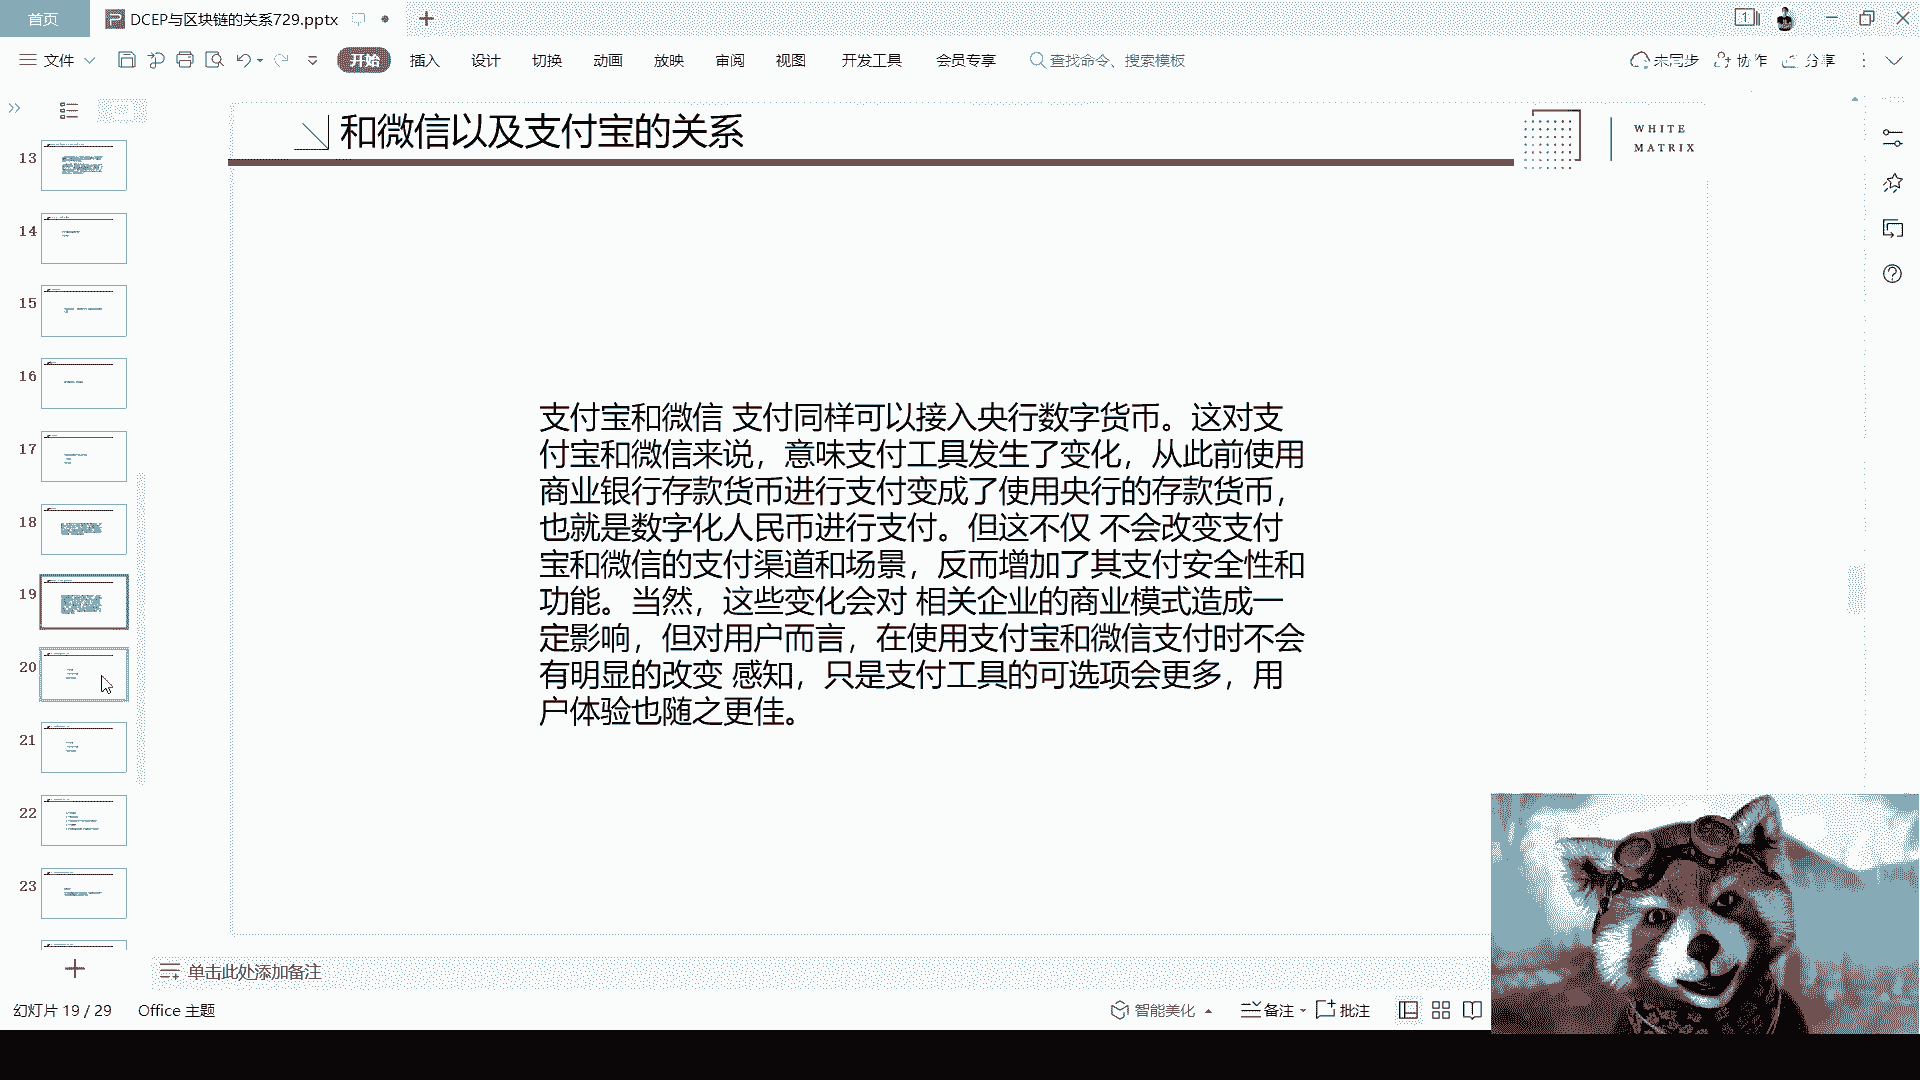 首页
DCEP与区块链的关系729.pptx
1
文件
开始
插入
设计
切换
动画
放映
审阅
视图
开发工具
会员专享
查找命令、搜索模板
未同步
协作
分享
和微信以及支付宝的关系
WHITE
MATRIX
支付宝和微信 支付同样可以接入央行数字货币。这对支
付宝和微信来说，意味支付工具发生了变化，从此前使用
商业银行存款货币进行支付变成了使用央行的存款货币，
也就是数字化人民币进行支付。但这不仅 不会改变支付
宝和微信的支付渠道和场景，反而增加了其支付安全性和
功能。当然，这些变化会对 相关企业的商业模式造成一
定影响，但对用户而言，在使用支付宝和微信支付时不会
有明显的改变 感知，只是支付工具的可选项会更多，用
户体验也随之更佳。
13
14
15
16
17
18
19
20
21
22
23
单击此处添加备注
幻灯片 19 / 29
Office 主题
智能美化
备注
批注